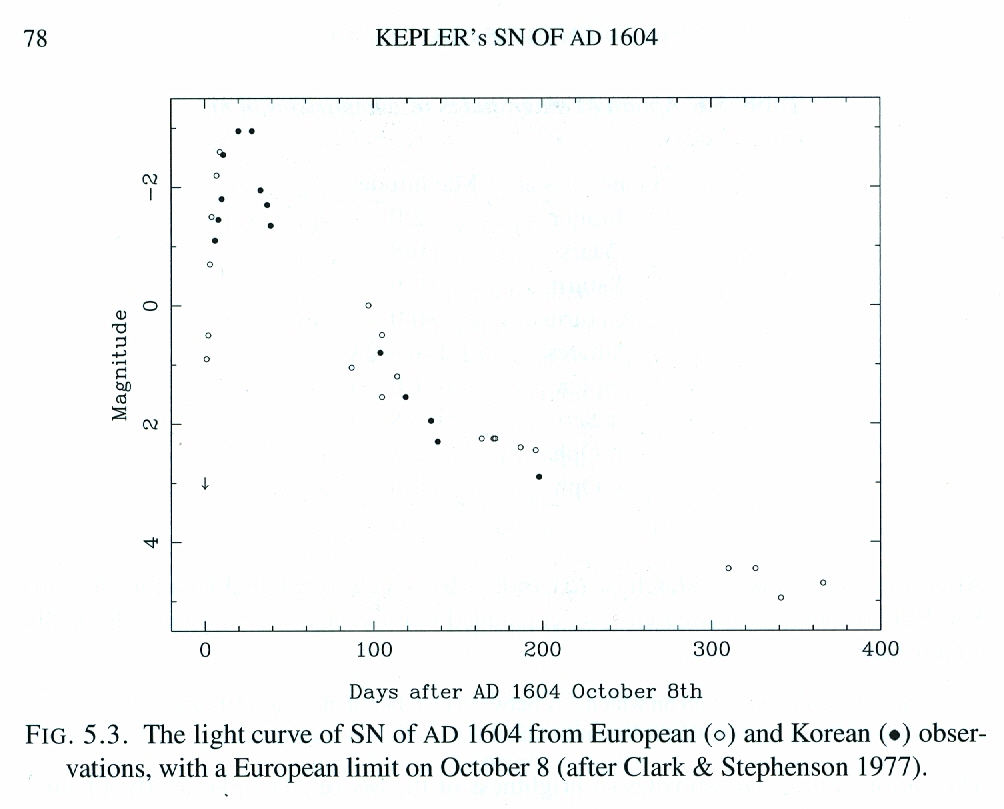 78
KEPLER's SN OF AD 1604
−2
0
2
4
Magnitude
0 100 200 300 400
Days after AD 1604 October 8th
FIG. 5.3. The light curve of SN of AD 1604 from European (○) and Korean (●) obser-
vations, with a European limit on October 8 (after Clark & Stephenson 1977).